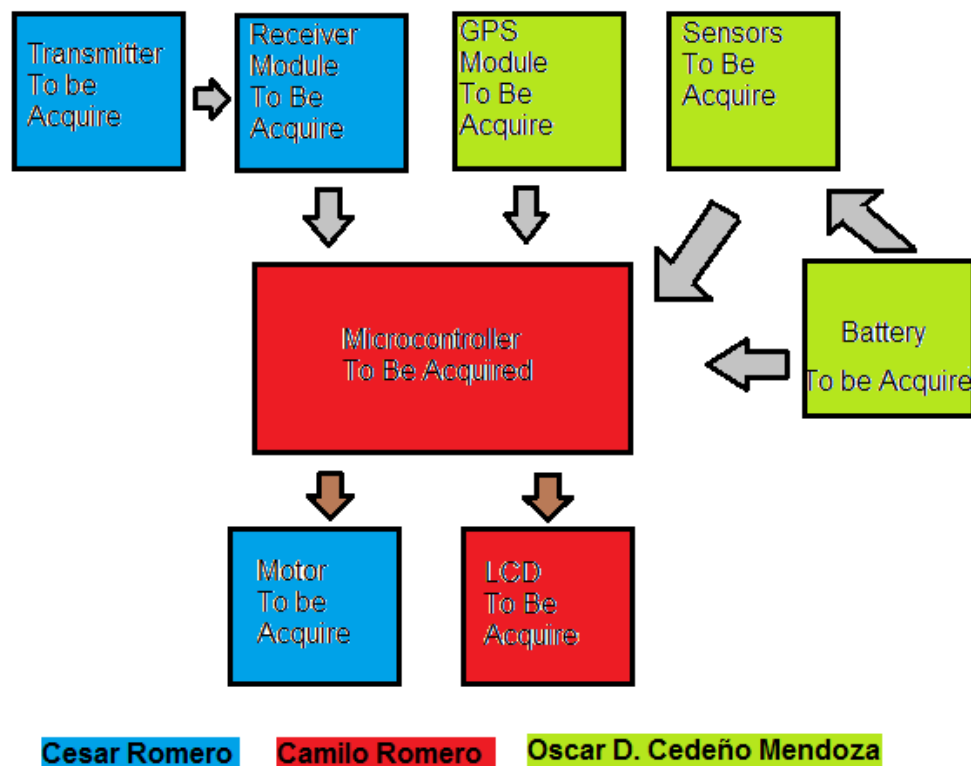 Transmitter
To be
Acquire
Receiver
Module
To Be
Acquire
GPS
Module
To Be
Acquire
Sensors
To Be
Acquire
Microcontroller
To Be Acquired
Battery
To be Acquire
Motor
To be
Acquire
LCD
To Be
Acquire
Cesar Romero
Camilo Romero
Oscar D. Cedeño Mendoza